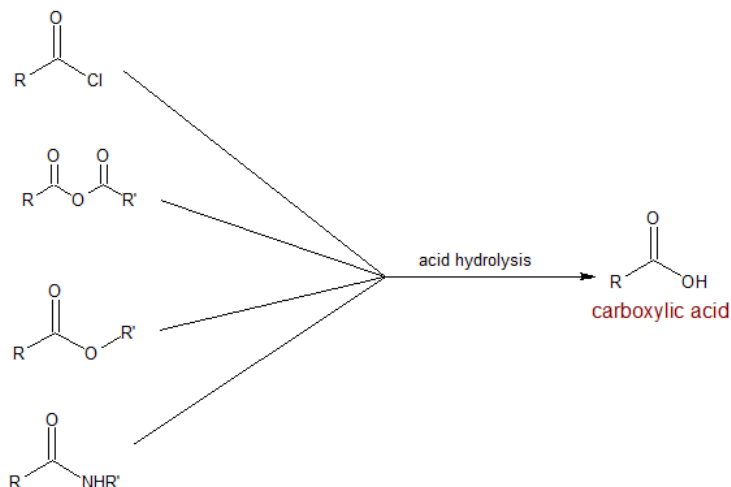 O
R
Cl
O
O
R
O
R'
acid hydrolysis
O
R
OH
carboxylic acid
O
R
O
R'
O
R
NHR'